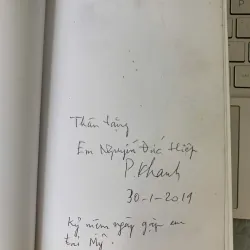 Thân tặng
Em Nguyễn Đức Hiệp
P. Khanh
30-1-2019
Kỷ niệm ngày gặp em
tại Mỹ.